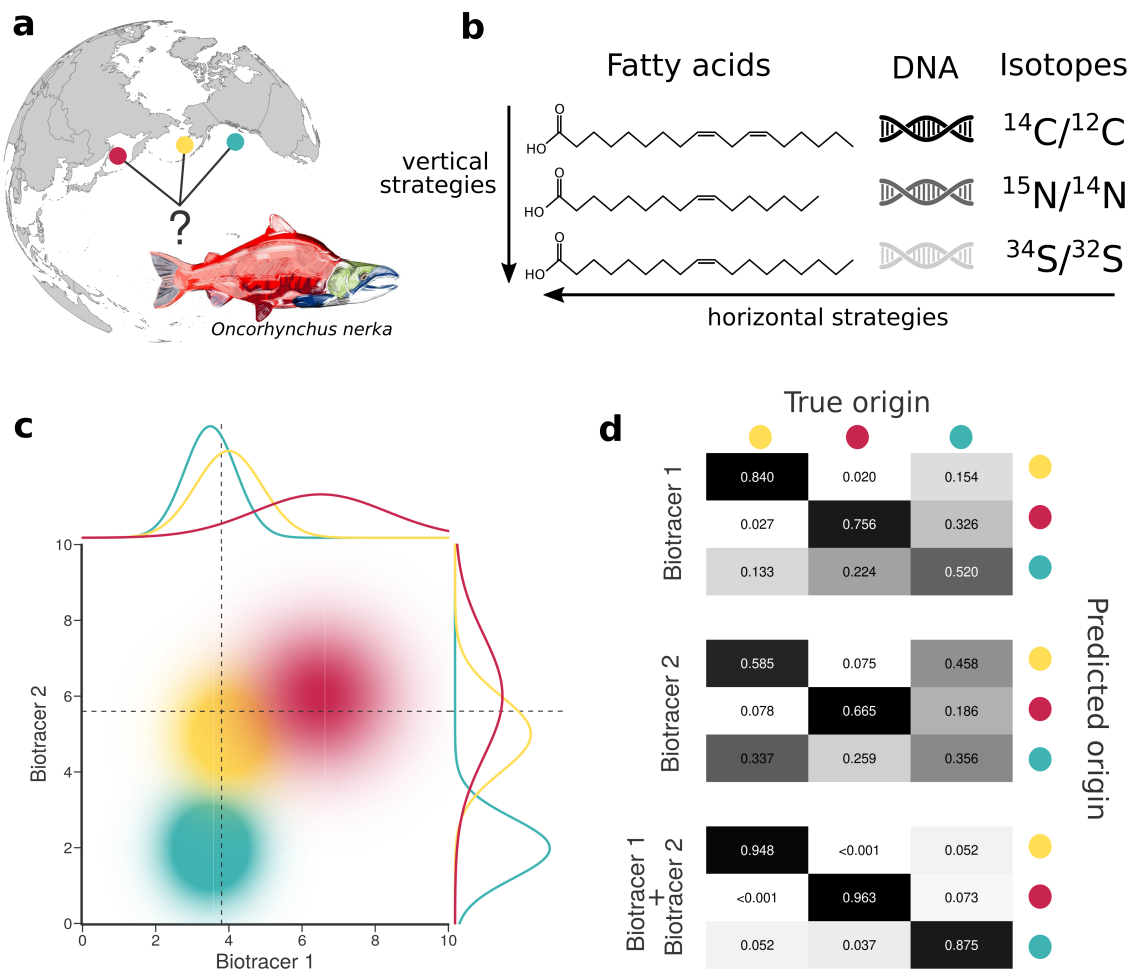 a
?
Oncorhynchus nerka
b
Fatty acids
DNA
Isotopes
vertical
strategies
O
HO
¹⁴C/¹²C
O
HO
¹⁵N/¹⁴N
O
HO
³⁴S/³²S
horizontal strategies
c
10
8
6
4
2
0
Biotracer 2
0 2 4 6 8 10
Biotracer 1
d
True origin
Biotracer 1
0.840 0.020 0.154
0.027 0.756 0.326
0.133 0.224 0.520
Biotracer 2
0.585 0.075 0.458
0.078 0.665 0.186
0.337 0.259 0.356
Biotracer 1
+
Biotracer 2
0.948 <0.001 0.052
<0.001 0.963 0.073
0.052 0.037 0.875
Predicted origin